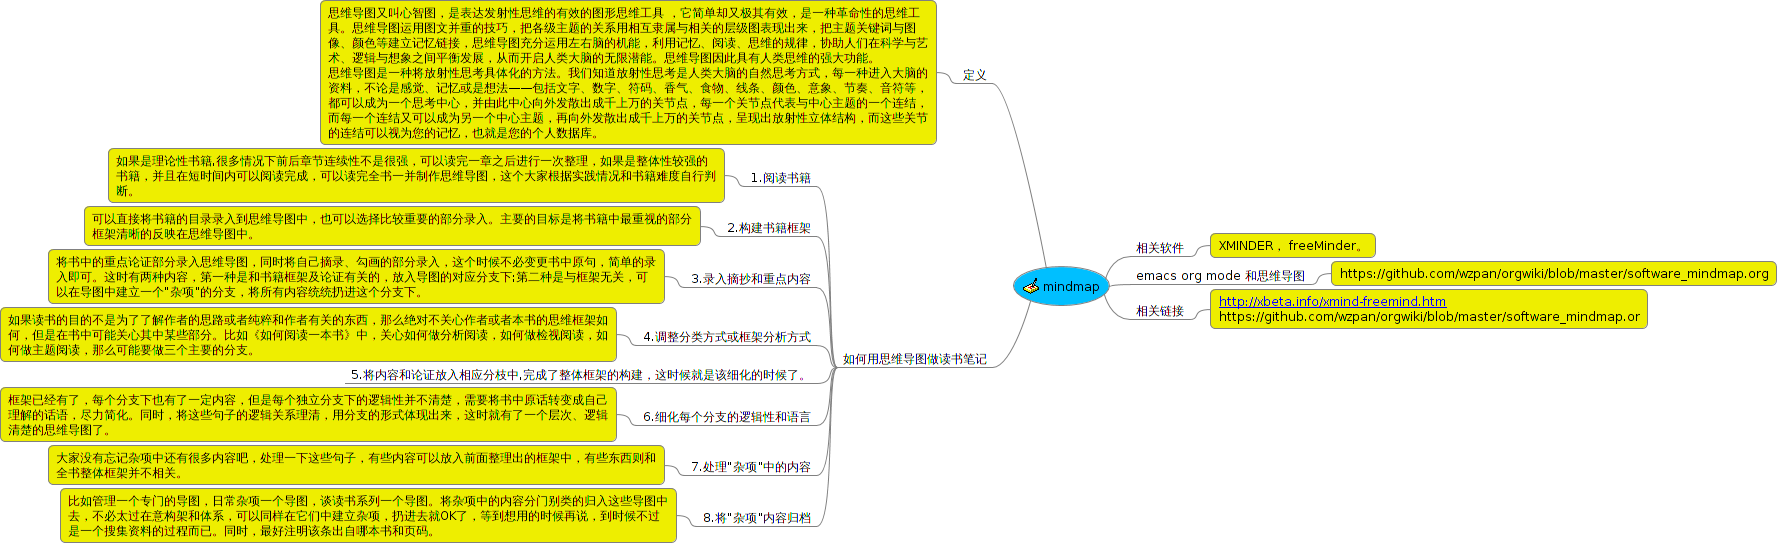 思维导图又叫心智图，是表达发射性思维的有效的图形思维工具 ，它简单却又极其有效，是一种革命性的思维工
具。思维导图运用图文并重的技巧，把各级主题的关系用相互隶属与相关的层级图表现出来，把主题关键词与图
像、颜色等建立记忆链接，思维导图充分运用左右脑的机能，利用记忆、阅读、思维的规律，协助人们在科学与艺
术、逻辑与想象之间平衡发展，从而开启人类大脑的无限潜能。思维导图因此具有人类思维的强大功能。
思维导图是一种将放射性思考具体化的方法。我们知道放射性思考是人类大脑的自然思考方式，每一种进入大脑的
资料，不论是感觉、记忆或是想法——包括文字、数字、符码、香气、食物、线条、颜色、意象、节奏、音符等，
都可以成为一个思考中心，并由此中心向外发散出成千上万的关节点，每一个关节点代表与中心主题的一个连结，
而每一个连结又可以成为另一个中心主题，再向外发散出成千上万的关节点，呈现出放射性立体结构，而这些关节
的连结可以视为您的记忆，也就是您的个人数据库。
定义
如果是理论性书籍,很多情况下前后章节连续性不是很强，可以读完一章之后进行一次整理，如果是整体性较强的
书籍，并且在短时间内可以阅读完成，可以读完全书一并制作思维导图，这个大家根据实践情况和书籍难度自行判
断。
1.阅读书籍
可以直接将书籍的目录录入到思维导图中，也可以选择比较重要的部分录入。主要的目标是将书籍中最重视的部分
框架清晰的反映在思维导图中。
2.构建书籍框架
将书中的重点论证部分录入思维导图，同时将自己摘录、勾画的部分录入，这个时候不必变更书中原句，简单的录
入即可。这时有两种内容，第一种是和书籍框架及论证有关的，放入导图的对应分支下;第二种是与框架无关，可
以在导图中建立一个"杂项"的分支，将所有内容统统扔进这个分支下。
3.录入摘抄和重点内容
如果读书的目的不是为了了解作者的思路或者纯粹和作者有关的东西，那么绝对不关心作者或者本书的思维框架如
何，但是在书中可能关心其中某些部分。比如《如何阅读一本书》中，关心如何做分析阅读，如何做检视阅读，如
何做主题阅读，那么可能要做三个主要的分支。
4.调整分类方式或框架分析方式
5.将内容和论证放入相应分枝中,完成了整体框架的构建，这时候就是该细化的时候了。
框架已经有了，每个分支下也有了一定内容，但是每个独立分支下的逻辑性并不清楚，需要将书中原话转变成自己
理解的话语，尽力简化。同时，将这些句子的逻辑关系理清，用分支的形式体现出来，这时就有了一个层次、逻辑
清楚的思维导图了。
6.细化每个分支的逻辑性和语言
大家没有忘记杂项中还有很多内容吧，处理一下这些句子，有些内容可以放入前面整理出的框架中，有些东西则和
全书整体框架并不相关。
7.处理"杂项"中的内容
比如管理一个专门的导图，日常杂项一个导图，谈读书系列一个导图。将杂项中的内容分门别类的归入这些导图中
去，不必太过在意构架和体系，可以同样在它们中建立杂项，扔进去就OK了，等到想用的时候再说，到时候不过
是一个搜集资料的过程而已。同时，最好注明该条出自哪本书和页码。
8.将"杂项"内容归档
如何用思维导图做读书笔记
mindmap
相关软件
XMINDER ，freeMinder。
emacs org mode 和思维导图
https://github.com/wzpan/orgwiki/blob/master/software_mindmap.org
相关链接
http://xbeta.info/xmind-freemind.htm
https://github.com/wzpan/orgwiki/blob/master/software_mindmap.or